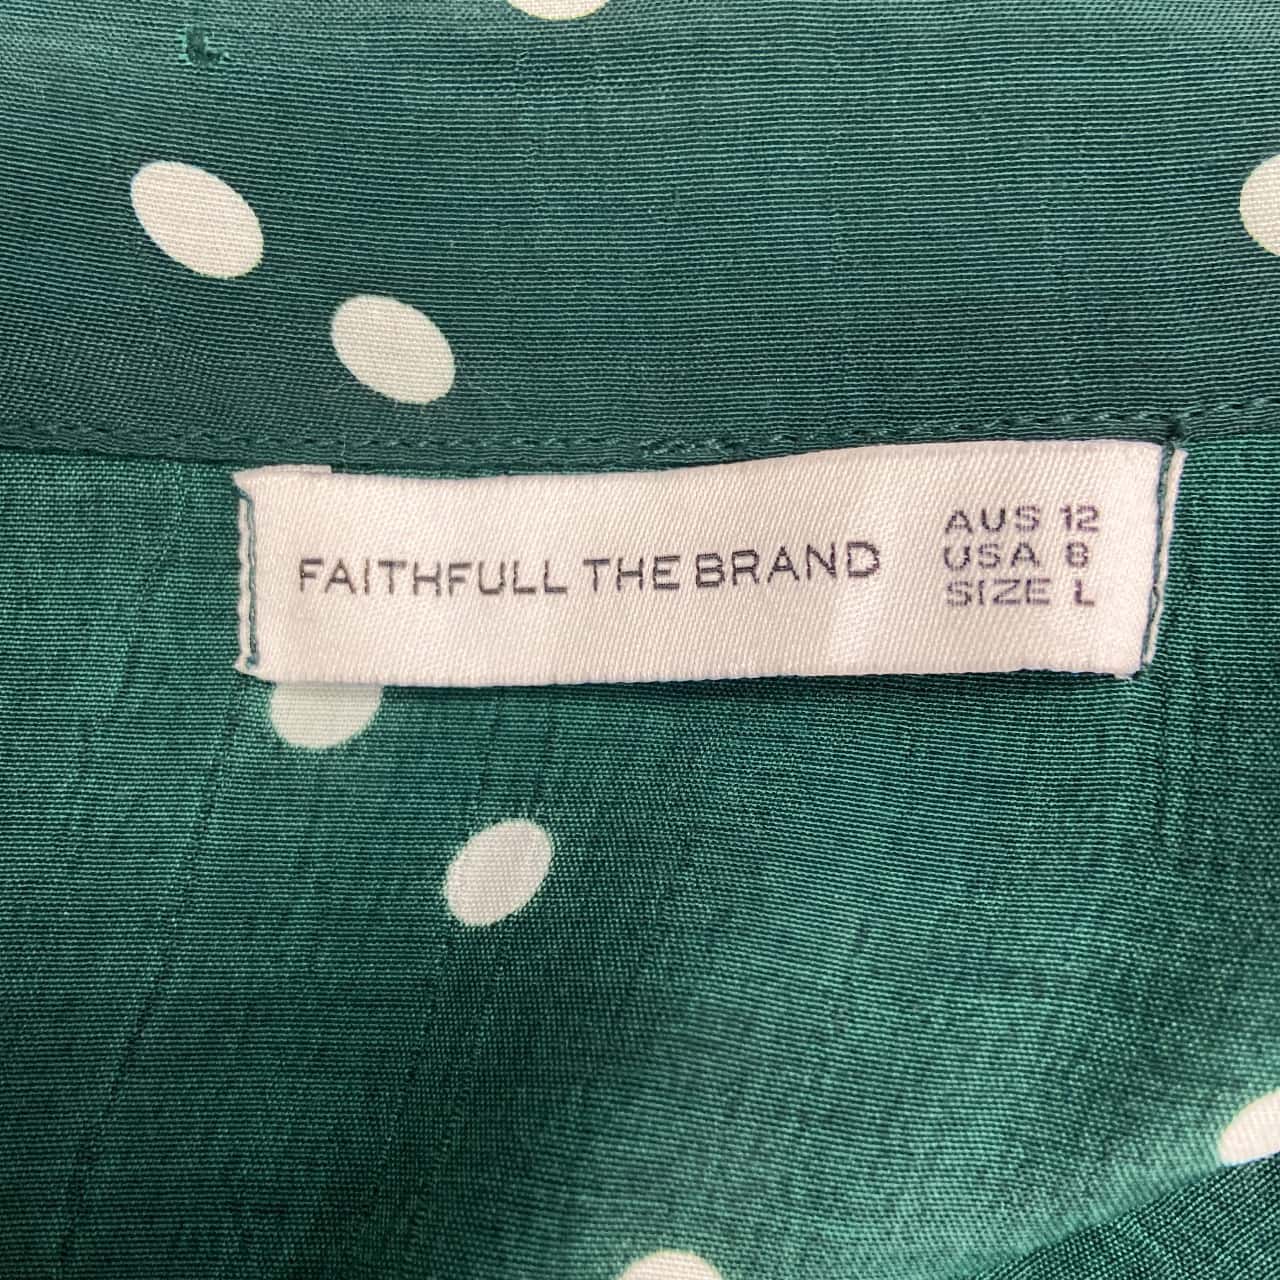 FAITHFULL THE BRAND
AUS 12
USA 8
SIZE L